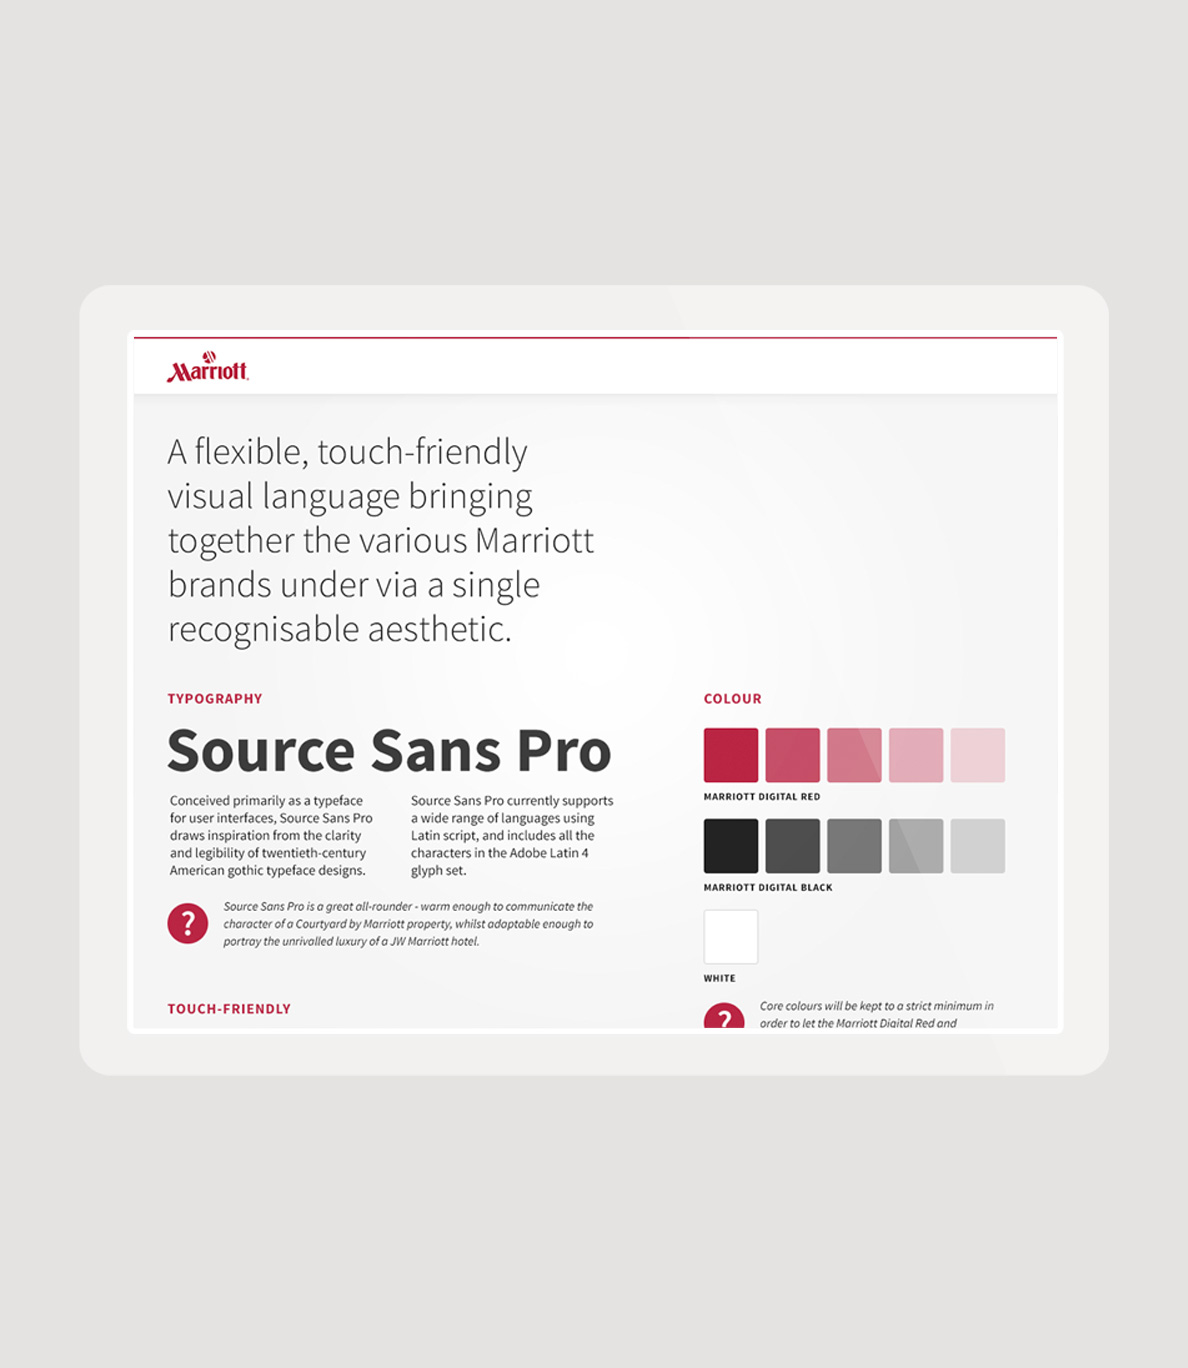 Marriott
A flexible, touch-friendly
visual language bringing
together the various Marriott
brands under via a single
recognisable aesthetic.
TYPOGRAPHY
Source Sans Pro
Conceived primarily as a typeface
for user interfaces, Source Sans Pro
draws inspiration from the clarity
and legibility of twentieth-century
American gothic typeface designs.
Source Sans Pro currently supports
a wide range of languages using
Latin script, and includes all the
characters in the Adobe Latin 4
glyph set.
?
Source Sans Pro is a great all-rounder - warm enough to communicate the
character of a Courtyard by Marriott property, whilst adaptable enough to
portray the unrivalled luxury of a JW Marriott hotel.
TOUCH-FRIENDLY
COLOUR
MARRIOTT DIGITAL RED
MARRIOTT DIGITAL BLACK
WHITE
?
Core colours will be kept to a strict minimum in
order to let the Marriott Digital Red and